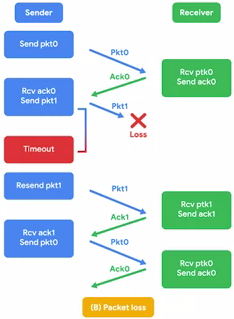 Sender
Receiver
Send pkt0
Pkt0
Rcv ptk0
Send ack0
Ack0
Rcv ack0
Send pkt1
Pkt1
Loss
Timeout
Resend pkt1
Pkt1
Rcv ptk1
Send ack1
Ack1
Rcv ack1
Send pkt0
Pkt0
Rcv ptk0
Send ack0
Ack0
(B) Packet loss